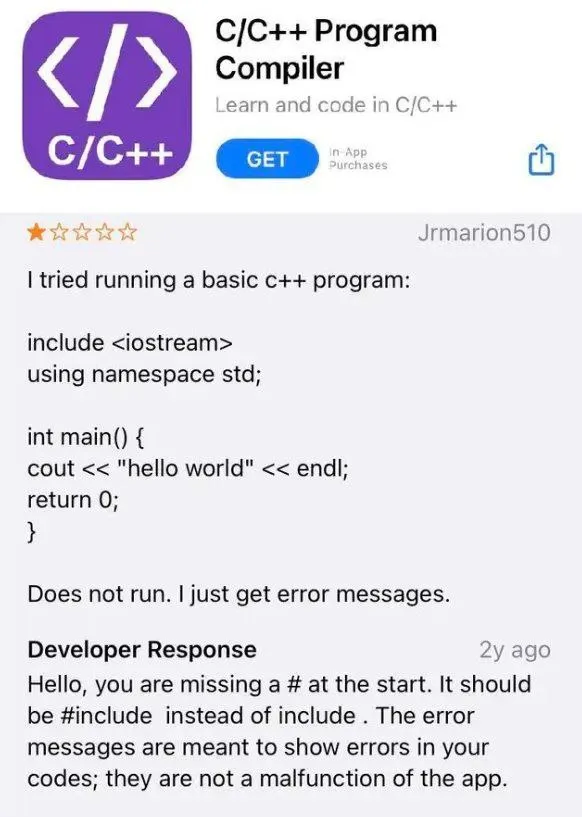 C/C++ Program
Compiler
Learn and code in C/C++
</>
C/C++
GET
In-App
Purchases
Jrmarion510
I tried running a basic c++ program:
include <iostream>
using namespace std;
int main() {
cout << "hello world" << endl;
return 0;
}
Does not run. I just get error messages.
Developer Response
2y ago
Hello, you are missing a # at the start. It should
be #include  instead of include . The error
messages are meant to show errors in your
codes; they are not a malfunction of the app.